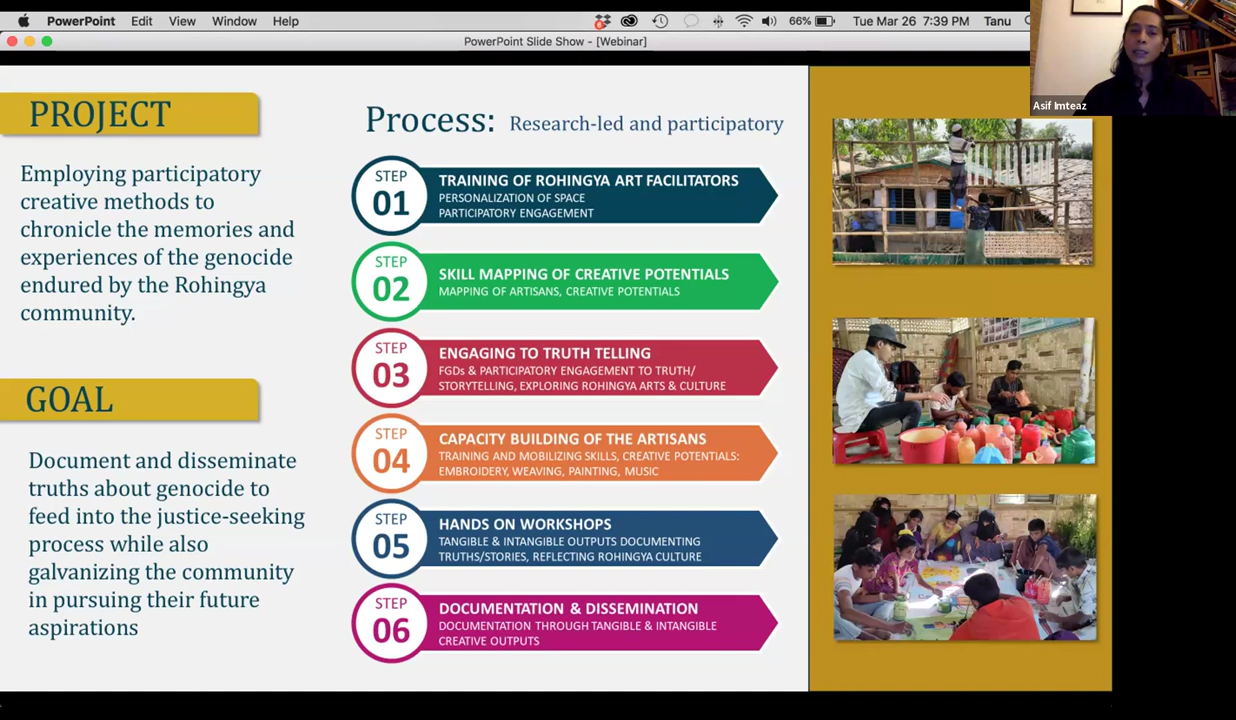 PowerPoint Edit View Window Help
66% Tue Mar 26 7:39 PM Tanu
PowerPoint Slide Show - [Webinar]
Asif Imteaz
PROJECT
Employing participatory
creative methods to
chronicle the memories and
experiences of the genocide
endured by the Rohingya
community.
GOAL
Document and disseminate
truths about genocide to
feed into the justice-seeking
process while also
galvanizing the community
in pursuing their future
aspirations
Process: Research-led and participatory
STEP
01
TRAINING OF ROHINGYA ART FACILITATORS
PERSONALIZATION OF SPACE
PARTICIPATORY ENGAGEMENT
STEP
02
SKILL MAPPING OF CREATIVE POTENTIALS
MAPPING OF ARTISANS, CREATIVE POTENTIALS
STEP
03
ENGAGING TO TRUTH TELLING
FGDs & PARTICIPATORY ENGAGEMENT TO TRUTH/
STORYTELLING, EXPLORING ROHINGYA ARTS & CULTURE
STEP
04
CAPACITY BUILDING OF THE ARTISANS
TRAINING AND MOBILIZING SKILLS, CREATIVE POTENTIALS:
EMBROIDERY, WEAVING, PAINTING, MUSIC
STEP
05
HANDS ON WORKSHOPS
TANGIBLE & INTANGIBLE OUTPUTS DOCUMENTING
TRUTHS/STORIES, REFLECTING ROHINGYA CULTURE
STEP
06
DOCUMENTATION & DISSEMINATION
DOCUMENTATION THROUGH TANGIBLE & INTANGIBLE
CREATIVE OUTPUTS